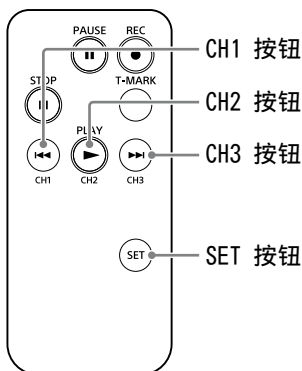 PAUSE REC
STOP T-MARK
CH1 按钮
PLAY
CH2 按钮
CH3 按钮
CH1 CH2 CH3
SET
SET 按钮